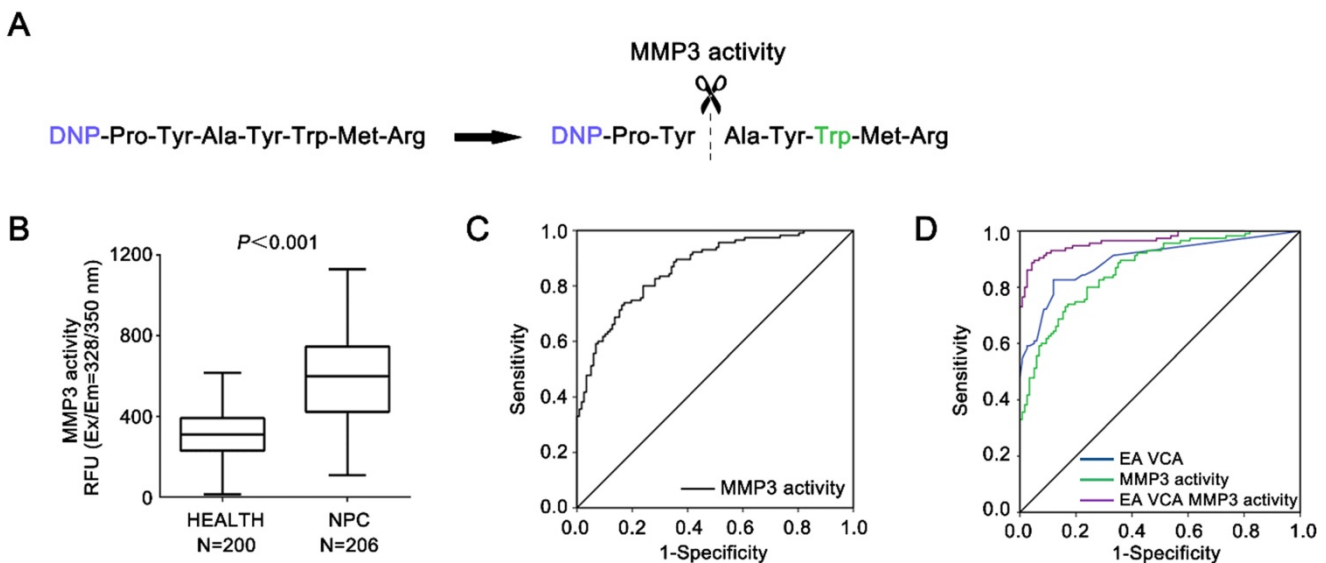 A
MMP3 activity
DNP-Pro-Tyr-Ala-Tyr-Trp-Met-Arg
DNP-Pro-Tyr
Ala-Tyr-Trp-Met-Arg
B
P<0.001
MMP3 activity
RFU (Ex/Em=328/350 nm)
1200
800
400
0
HEALTH
N=200
NPC
N=206
C
Sensitivity
1.0
0.8
0.6
0.4
0.2
0.0
MMP3 activity
0.0 0.2 0.4 0.6 0.8 1.0
1-Specificity
D
Sensitivity
1.0
0.8
0.6
0.4
0.2
0.0
EA VCA
MMP3 activity
EA VCA MMP3 activity
0.0 0.2 0.4 0.6 0.8 1.0
1-Specificity